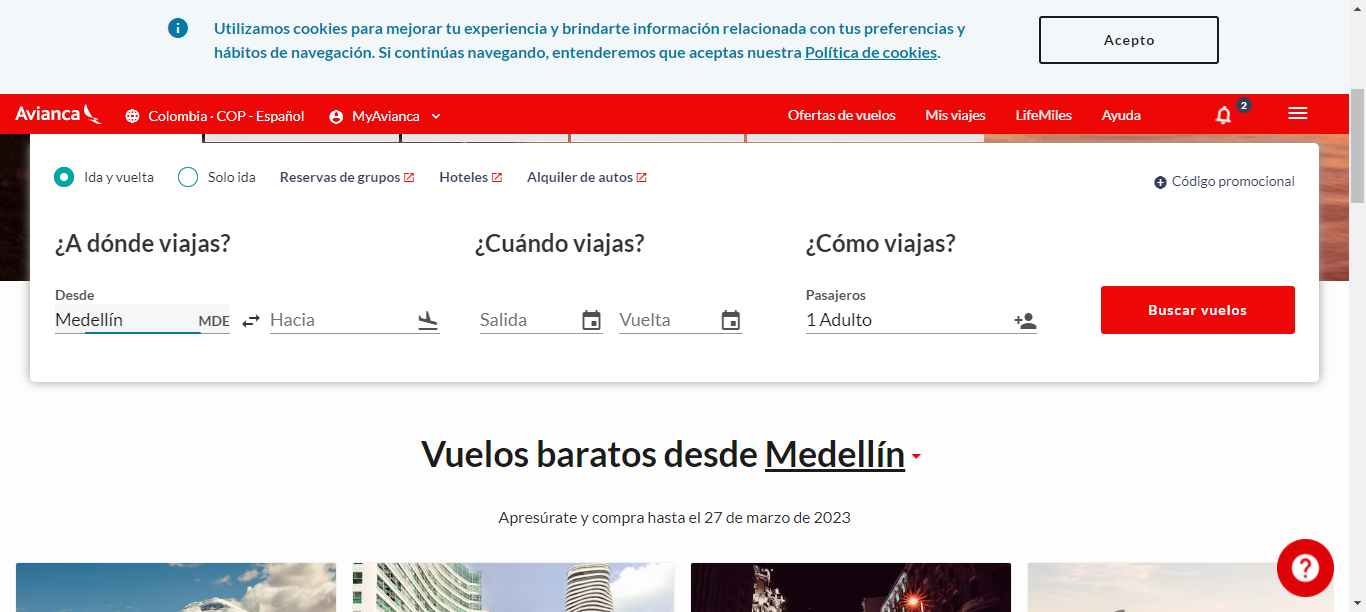 Utilizamos cookies para mejorar tu experiencia y brindarte información relacionada con tus preferencias y
hábitos de navegación. Si continúas navegando, entenderemos que aceptas nuestra Política de cookies.
Acepto
Avianca
Colombia · COP - Español
MyAvianca
Ofertas de vuelos
Mis viajes
LifeMiles
Ayuda
2
Ida y vuelta
Solo ida
Reservas de grupos
Hoteles
Alquiler de autos
Código promocional
¿A dónde viajas?
¿Cuándo viajas?
¿Cómo viajas?
Desde
Medellín MDE
Hacia
Salida
Vuelta
Pasajeros
1 Adulto
Buscar vuelos
Vuelos baratos desde Medellín
Apresúrate y compra hasta el 27 de marzo de 2023